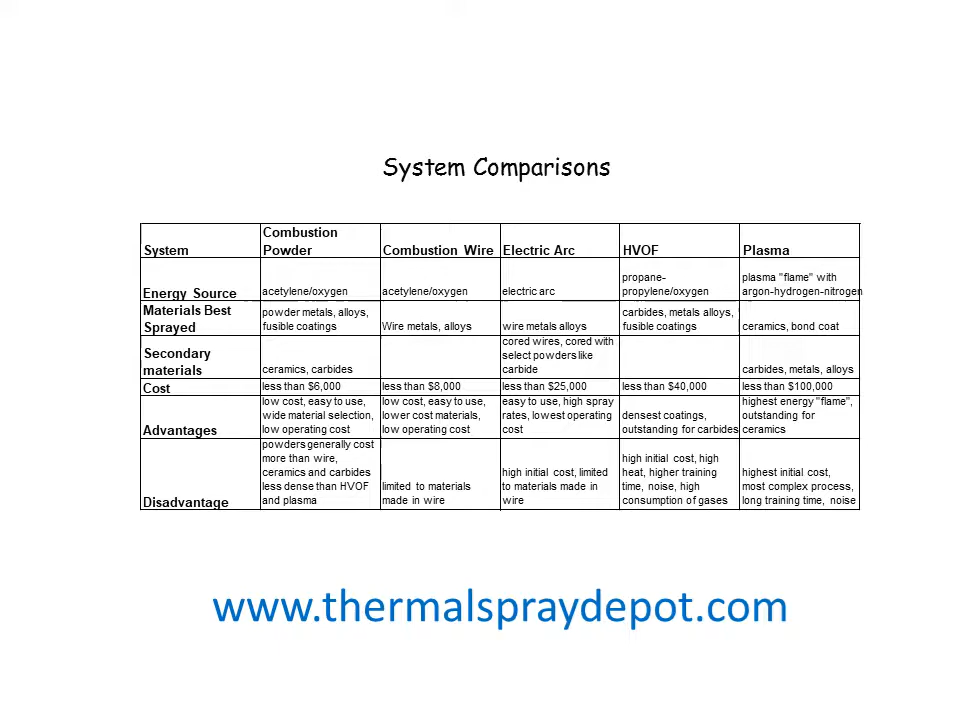 System Comparisons
System
Combustion
Powder
Combustion Wire
Electric Arc
HVOF
Plasma
Energy Source
acetylene/oxygen
acetylene/oxygen
electric arc
propane-
propylene/oxygen
plasma "flame" with
argon-hydrogen-nitrogen
Materials Best
Sprayed
powder metals, alloys,
fusible coatings
Wire metals, alloys
wire metals alloys
carbides, metals alloys,
fusible coatings
ceramics, bond coat
Secondary
materials
ceramics, carbides
cored wires, cored with
select powders like
carbide
carbides, metals, alloys
Cost
less than $6,000
less than $8,000
less than $25,000
less than $40,000
less than $100,000
Advantages
low cost, easy to use,
wide material selection,
low operating cost
low cost, easy to use,
lower cost materials,
low operating cost
easy to use, high spray
rates, lowest operating
cost
densest coatings,
outstanding for carbides
highest energy "flame",
outstanding for
ceramics
Disadvantage
powders generally cost
more than wire,
ceramics and carbides
less dense than HVOF
and plasma
limited to materials
made in wire
high initial cost, limited
to materials made in
wire
high initial cost, high
heat, higher training
time, noise, high
consumption of gases
highest initial cost,
most complex process,
long training time, noise
www.thermalspraydepot.com